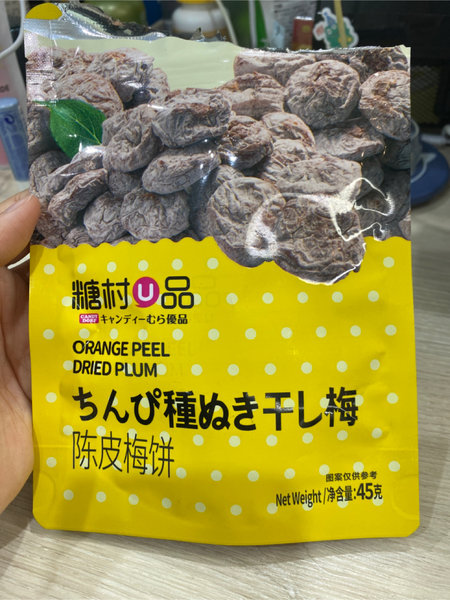 糖村U品
CANDY DORF キャンディーむら優品
ORANGE PEEL
DRIED PLUM
ちんぴ種ぬき干し梅
陈皮梅饼
图案仅供参考
Net Weight/净含量:45克